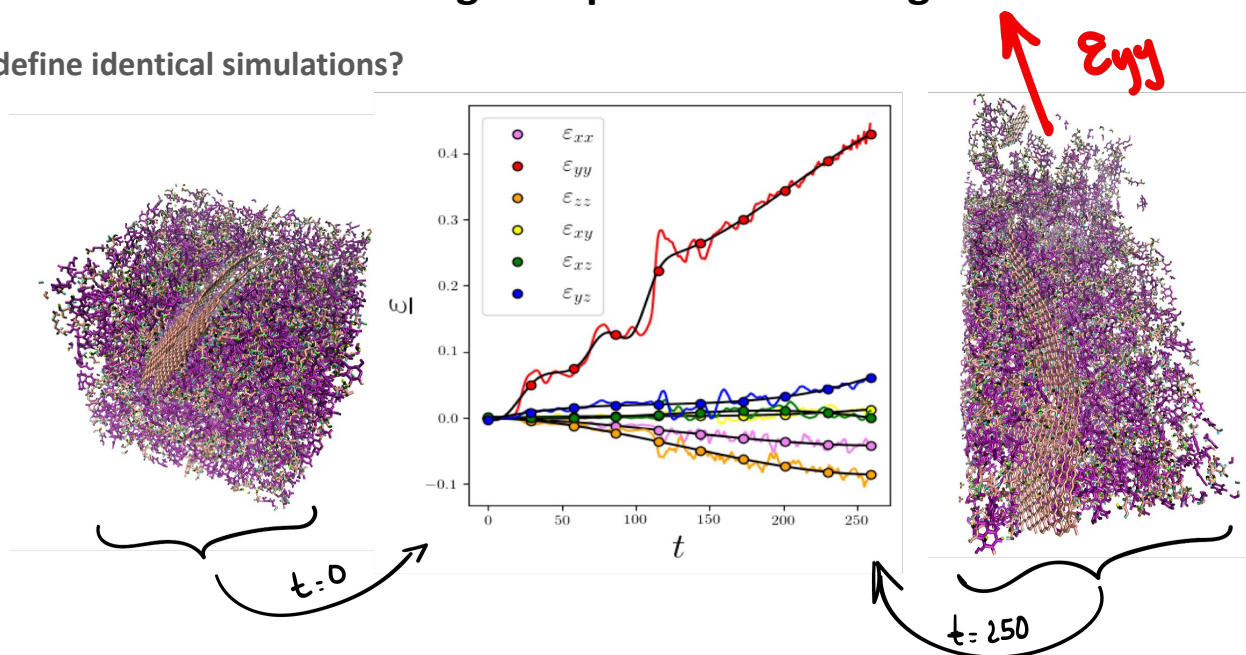 define identical simulations?
εyy
εxx
εyy
εzz
εxy
εxz
εyz
0.4
0.3
0.2
0.1
0.0
−0.1
ε
0 50 100 150 200 250
t
t=0
t=250